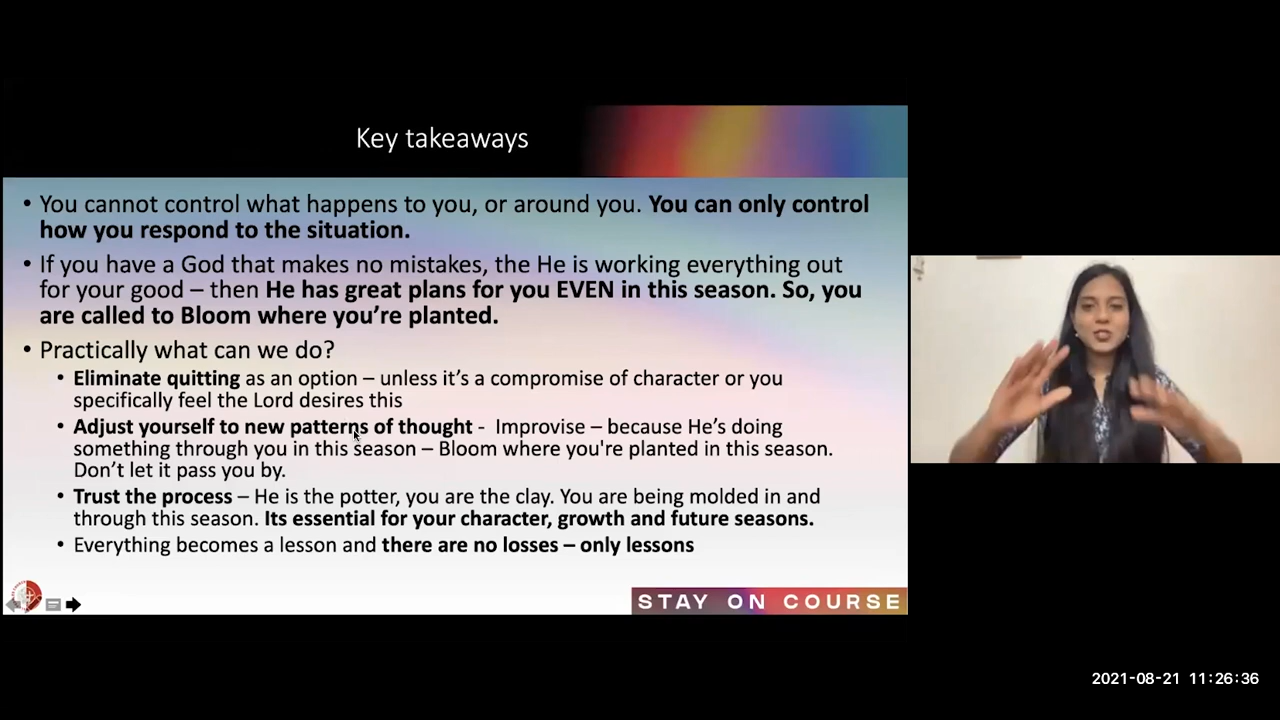 Key takeaways
• You cannot control what happens to you, or around you. You can only control
how you respond to the situation.
• If you have a God that makes no mistakes, the He is working everything out
for your good – then He has great plans for you EVEN in this season. So, you
are called to Bloom where you’re planted.
• Practically what can we do?
• Eliminate quitting as an option – unless it’s a compromise of character or you
specifically feel the Lord desires this
• Adjust yourself to new patterns of thought - Improvise – because He’s doing
something through you in this season – Bloom where you're planted in this season.
Don’t let it pass you by.
• Trust the process – He is the potter, you are the clay. You are being molded in and
through this season. Its essential for your character, growth and future seasons.
• Everything becomes a lesson and there are no losses – only lessons
STAY ON COURSE
2021-08-21 11:26:36